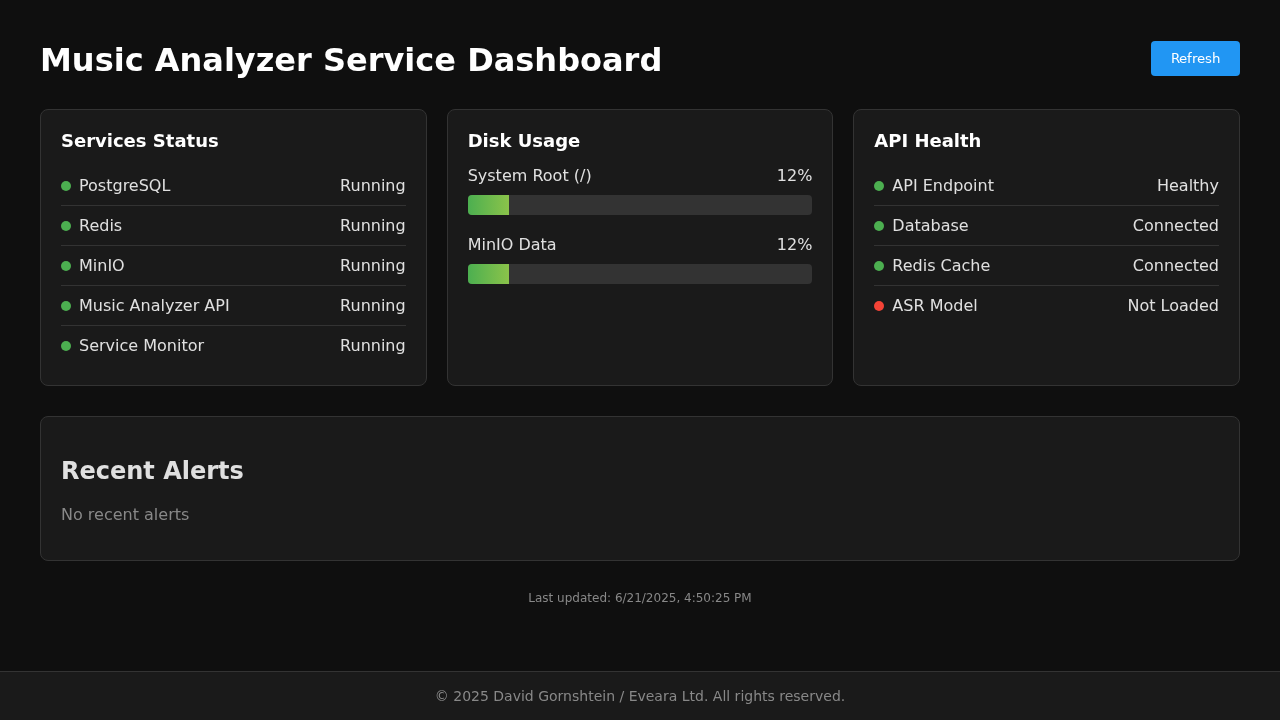 Music Analyzer Service Dashboard
Refresh
Services Status
PostgreSQL Running
Redis Running
MinIO Running
Music Analyzer API Running
Service Monitor Running
Disk Usage
System Root (/) 12%
MinIO Data 12%
API Health
API Endpoint Healthy
Database Connected
Redis Cache Connected
ASR Model Not Loaded
Recent Alerts
No recent alerts
Last updated: 6/21/2025, 4:50:25 PM
© 2025 David Gornshtein / Eveara Ltd. All rights reserved.